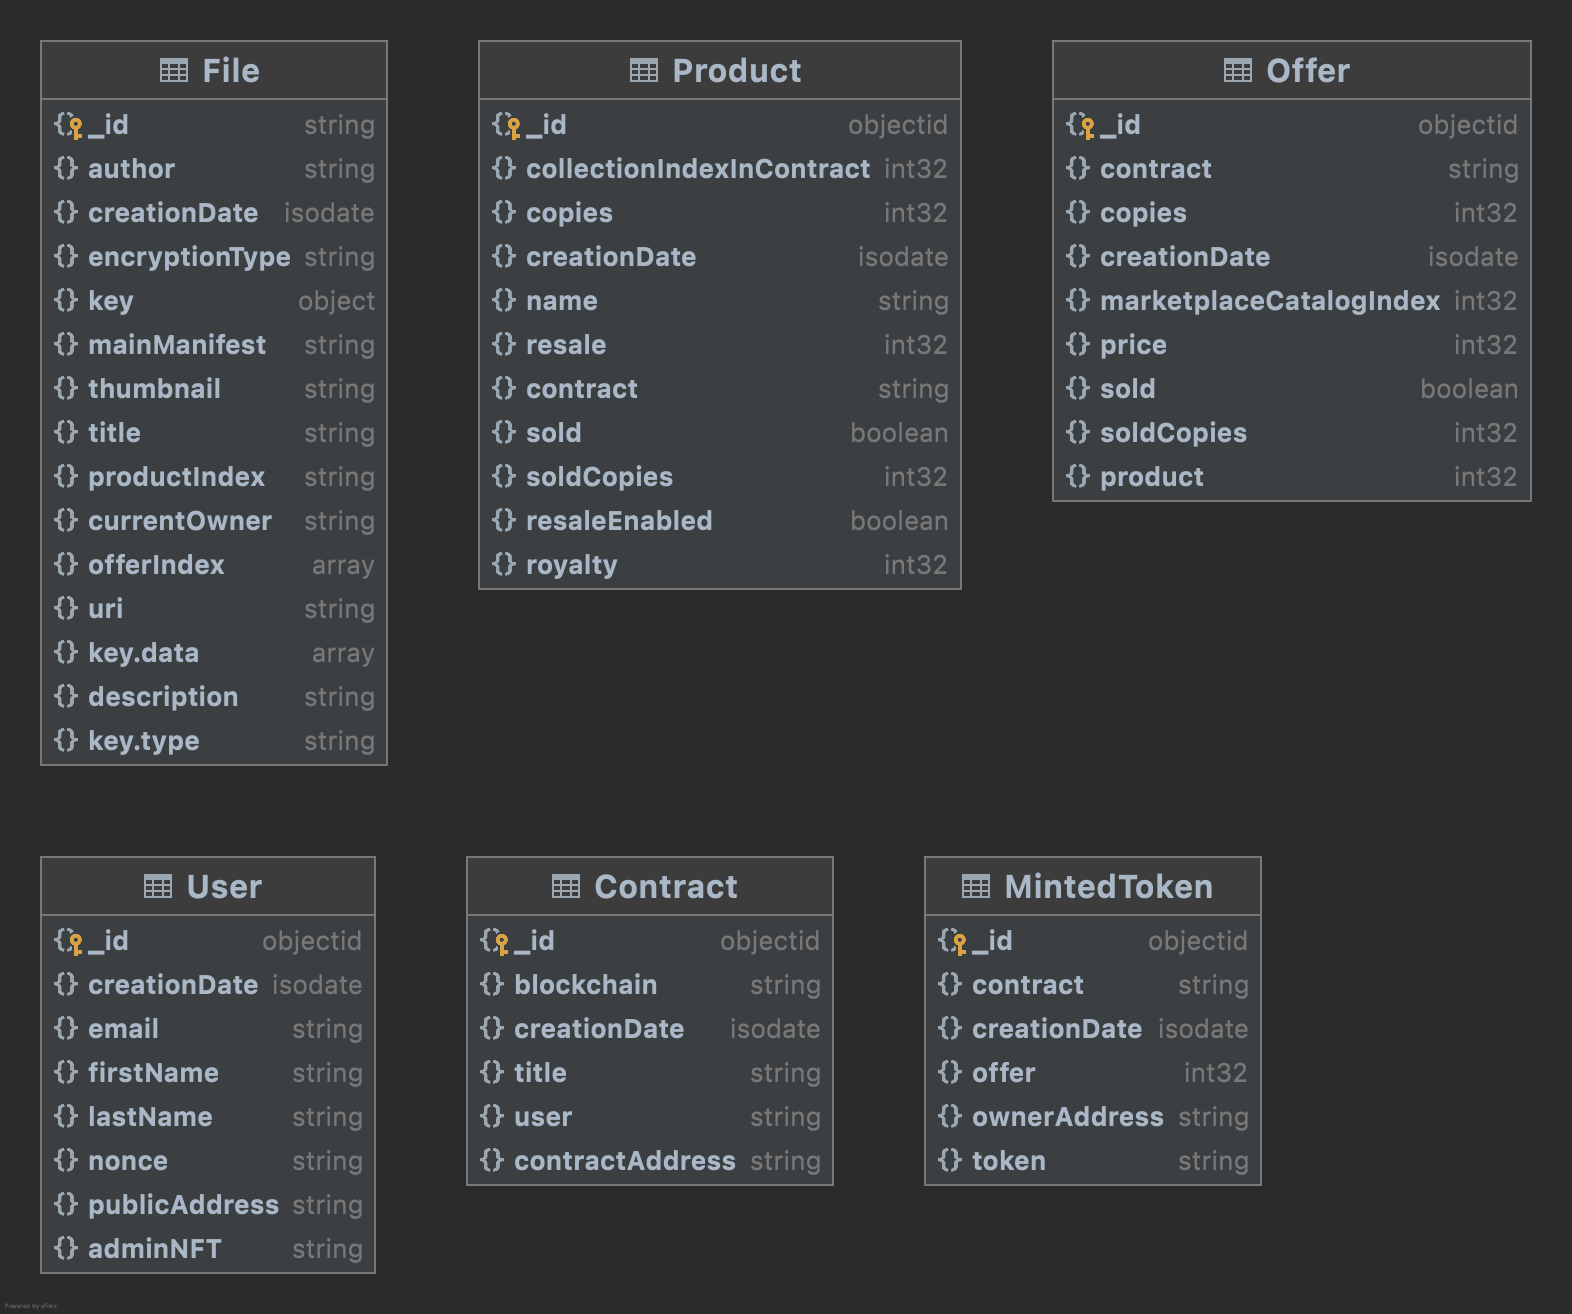 File
_id string
author string
creationDate isodate
encryptionType string
key object
mainManifest string
thumbnail string
title string
productIndex string
currentOwner string
offerIndex array
uri string
key.data array
description string
key.type string
Product
_id objectid
collectionIndexInContract int32
copies int32
creationDate isodate
name string
resale int32
contract string
sold boolean
soldCopies int32
resaleEnabled boolean
royalty int32
Offer
_id objectid
contract string
copies int32
creationDate isodate
marketplaceCatalogIndex int32
price int32
sold boolean
soldCopies int32
product int32
User
_id objectid
creationDate isodate
email string
firstName string
lastName string
nonce string
publicAddress string
adminNFT string
Contract
_id objectid
blockchain string
creationDate isodate
title string
user string
contractAddress string
MintedToken
_id objectid
contract string
creationDate isodate
offer int32
ownerAddress string
token string
Powered by yFiles